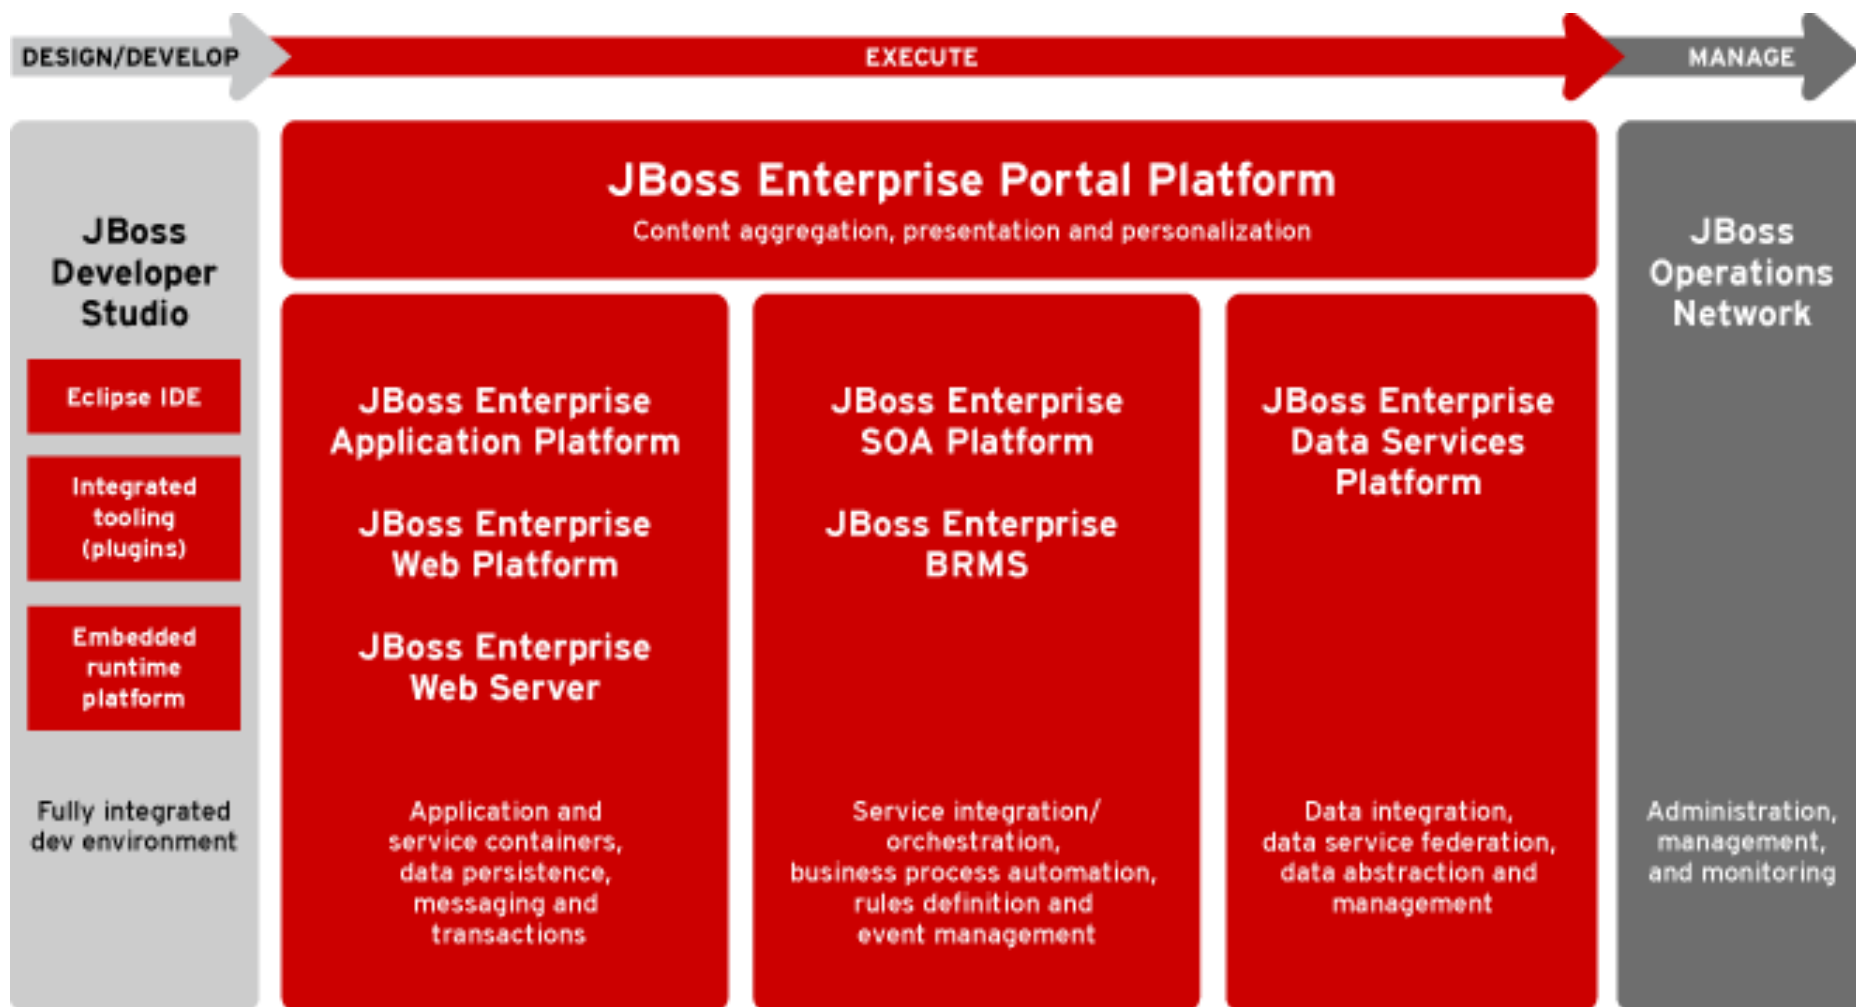 DESIGN/DEVELOP
EXECUTE
MANAGE
JBoss
Developer
Studio
Eclipse IDE
Integrated
tooling
(plugins)
Embedded
runtime
platform
Fully integrated
dev environment
JBoss Enterprise Portal Platform
Content aggregation, presentation and personalization
JBoss Enterprise
Application Platform
JBoss Enterprise
Web Platform
JBoss Enterprise
Web Server
Application and
service containers,
data persistence,
messaging and
transactions
JBoss Enterprise
SOA Platform
JBoss Enterprise
BRMS
Service integration/
orchestration,
business process automation,
rules definition and
event management
JBoss Enterprise
Data Services
Platform
Data integration,
data service federation,
data abstraction and
management
JBoss
Operations
Network
Administration,
management,
and monitoring